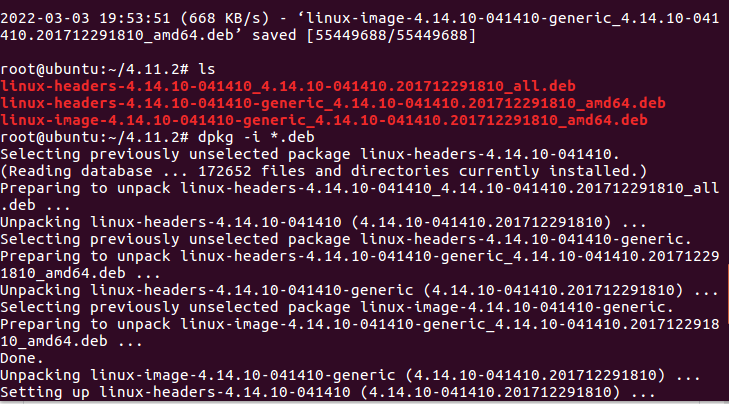 2022-03-03 19:53:51 (668 KB/s) - ‘linux-image-4.14.10-041410-generic_4.14.10-041
410.201712291810_amd64.deb’ saved [55449688/55449688]
root@ubuntu:~/4.11.2# ls
linux-headers-4.14.10-041410_4.14.10-041410.201712291810_all.deb
linux-headers-4.14.10-041410-generic_4.14.10-041410.201712291810_amd64.deb
linux-image-4.14.10-041410-generic_4.14.10-041410.201712291810_amd64.deb
root@ubuntu:~/4.11.2# dpkg -i *.deb
Selecting previously unselected package linux-headers-4.14.10-041410.
(Reading database ... 172652 files and directories currently installed.)
Preparing to unpack linux-headers-4.14.10-041410_4.14.10-041410.201712291810_all
.deb ...
Unpacking linux-headers-4.14.10-041410 (4.14.10-041410.201712291810) ...
Selecting previously unselected package linux-headers-4.14.10-041410-generic.
Preparing to unpack linux-headers-4.14.10-041410-generic_4.14.10-041410.20171229
1810_amd64.deb ...
Unpacking linux-headers-4.14.10-041410-generic (4.14.10-041410.201712291810) ...
Selecting previously unselected package linux-image-4.14.10-041410-generic.
Preparing to unpack linux-image-4.14.10-041410-generic_4.14.10-041410.2017122918
10_amd64.deb ...
Done.
Unpacking linux-image-4.14.10-041410-generic (4.14.10-041410.201712291810) ...
Setting up linux-headers-4.14.10-041410 (4.14.10-041410.201712291810) ...